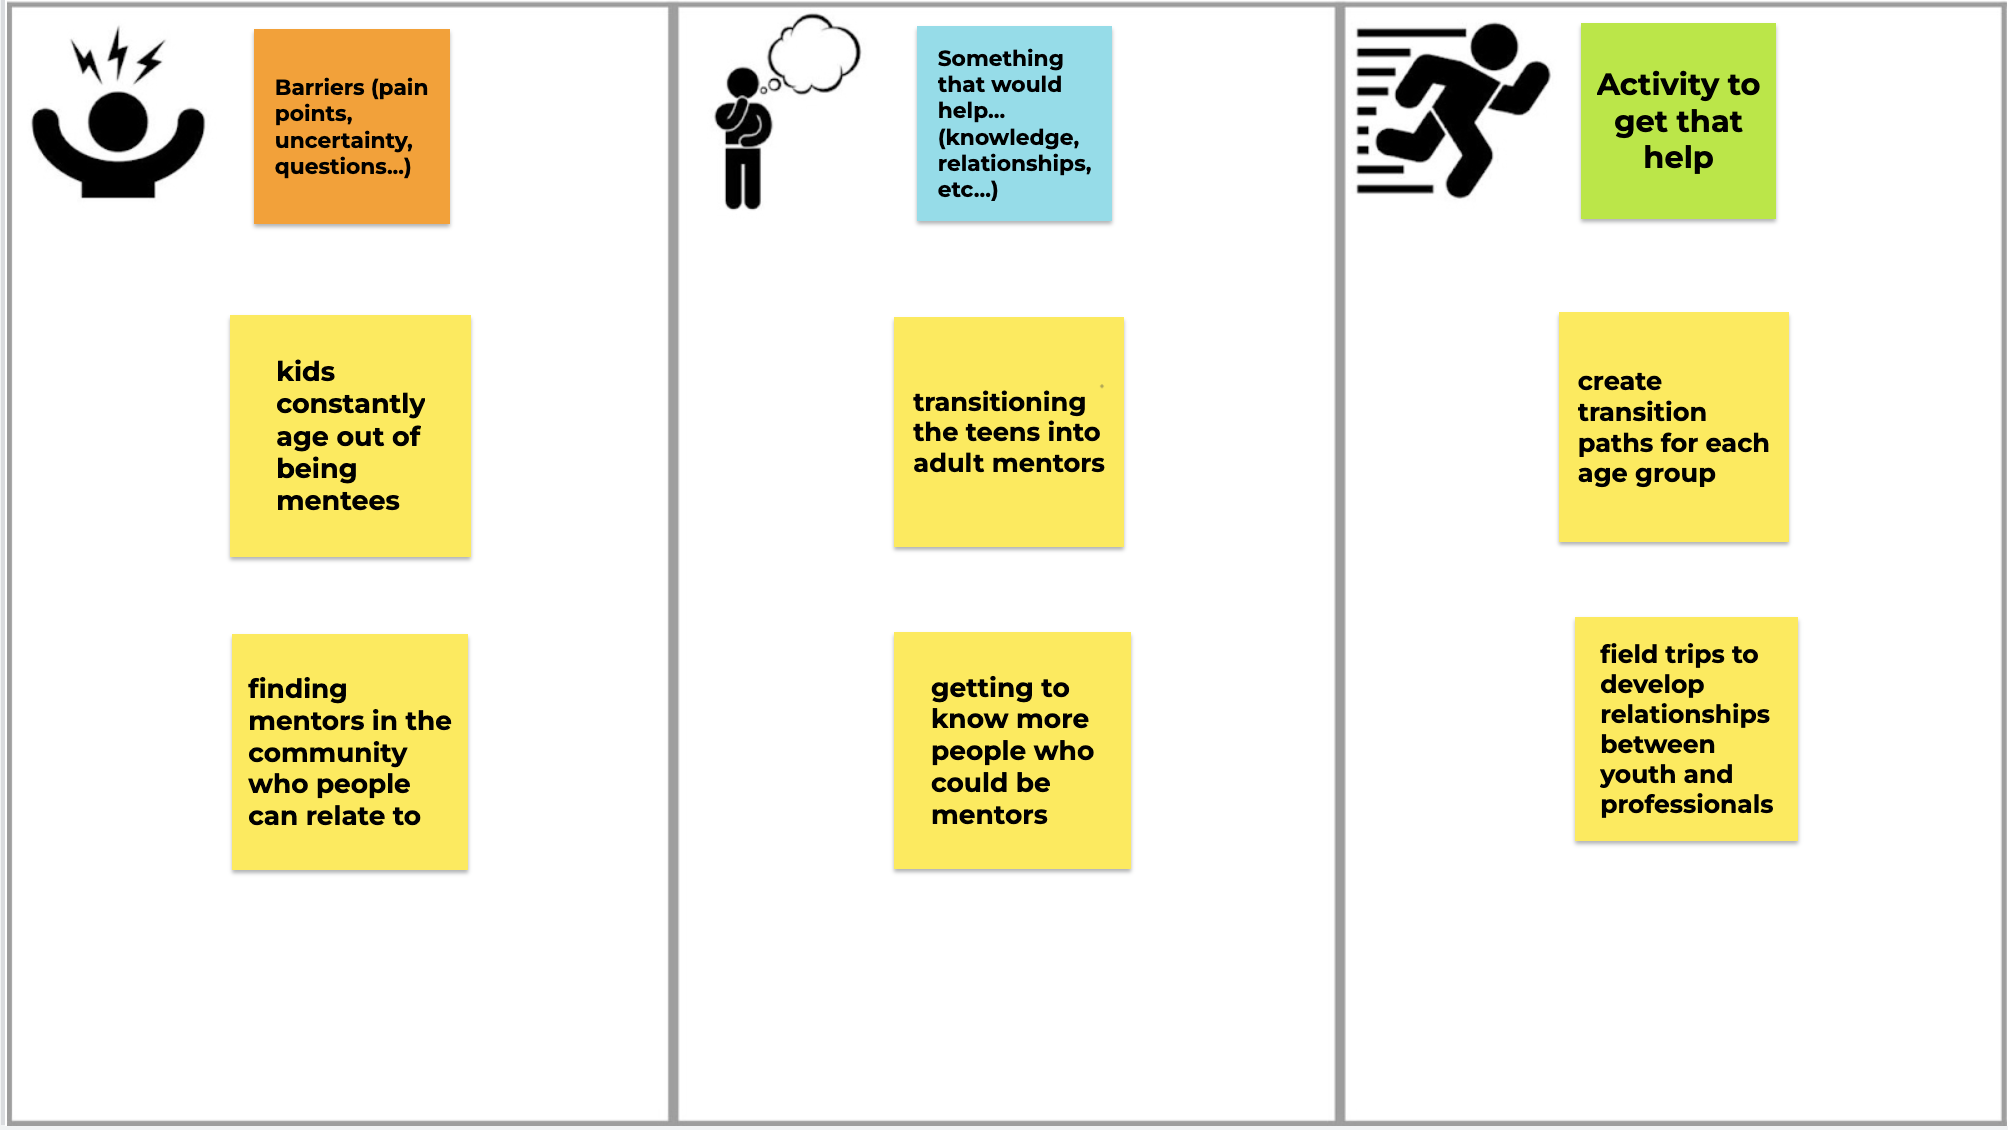 Barriers (pain
points,
uncertainty,
questions...)
Something
that would
help...
(knowledge,
relationships,
etc...)
Activity to
get that
help
kids
constantly
age out of
being
mentees
transitioning
the teens into
adult mentors
create
transition
paths for each
age group
finding
mentors in the
community
who people
can relate to
getting to
know more
people who
could be
mentors
field trips to
develop
relationships
between
youth and
professionals